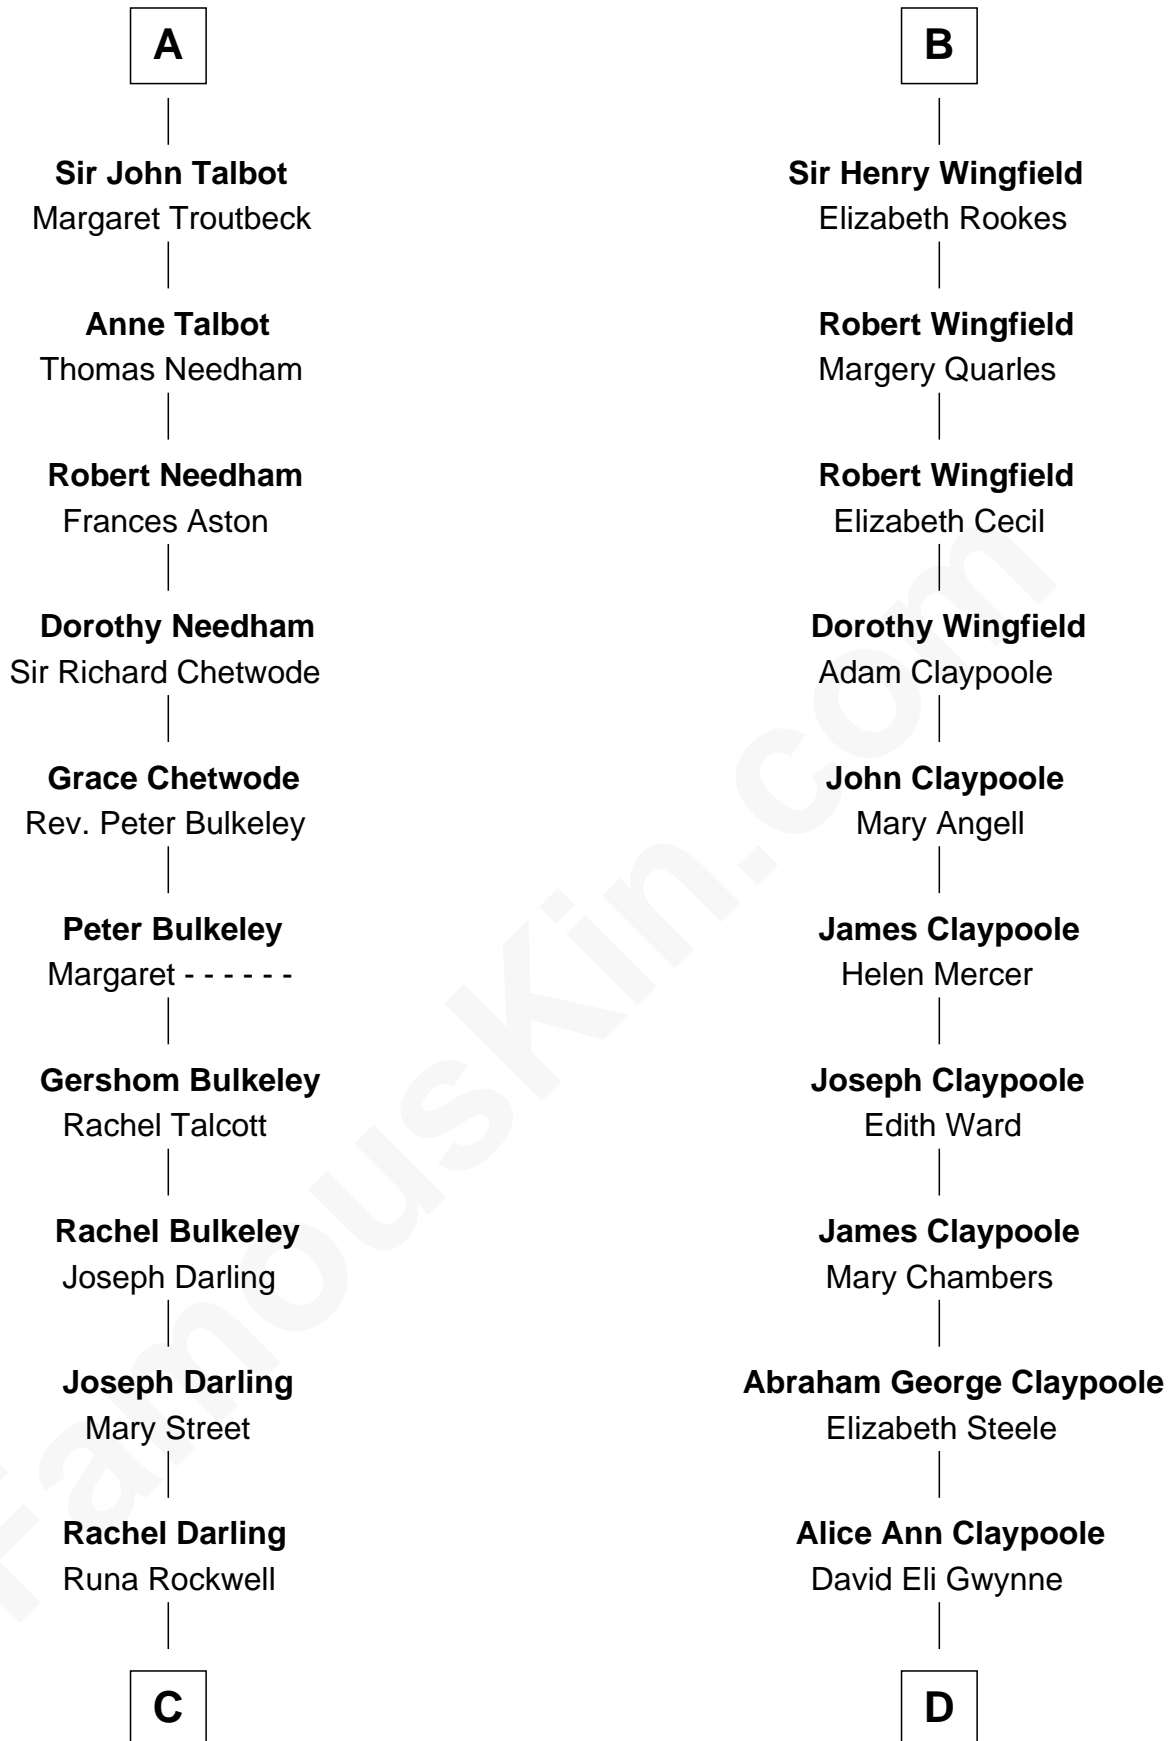 A
Sir John Talbot
Margaret Troutbeck
Anne Talbot
Thomas Needham
Robert Needham
Frances Aston
Dorothy Needham
Sir Richard Chetwode
Grace Chetwode
Rev. Peter Bulkeley
Peter Bulkeley
Margaret - - - - - -
Gershom Bulkeley
Rachel Talcott
Rachel Bulkeley
Joseph Darling
Joseph Darling
Mary Street
Rachel Darling
Runa Rockwell
C
B
Sir Henry Wingfield
Elizabeth Rookes
Robert Wingfield
Margery Quarles
Robert Wingfield
Elizabeth Cecil
Dorothy Wingfield
Adam Claypoole
John Claypoole
Mary Angell
James Claypoole
Helen Mercer
Joseph Claypoole
Edith Ward
James Claypoole
Mary Chambers
Abraham George Claypoole
Elizabeth Steele
Alice Ann Claypoole
David Eli Gwynne
D
FamousKin.com